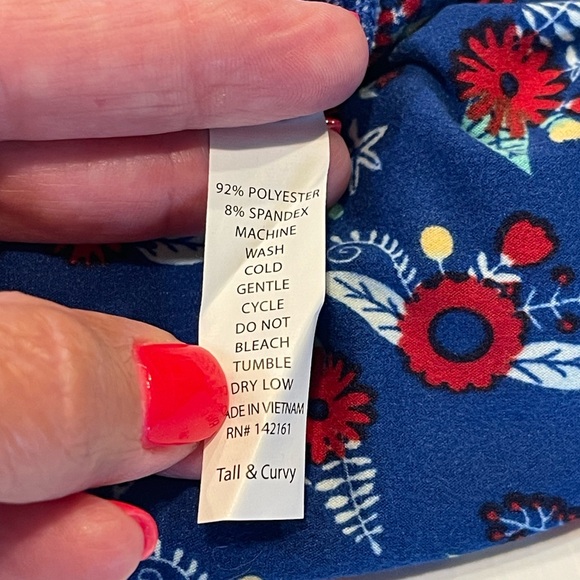 92% POLYESTER
8% SPANDEX
MACHINE
WASH
COLD
GENTLE
CYCLE
DO NOT
BLEACH
TUMBLE
DRY LOW
ADE IN VIETNAM
RN# 142161
Tall & Curvy